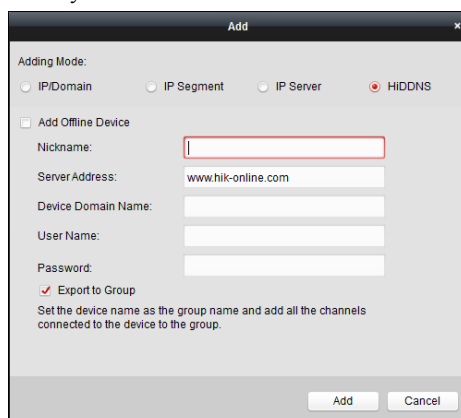 Add ×
Adding Mode:
IP/Domain IP Segment IP Server HiDDNS
Add Offline Device
Nickname:
Server Address: www.hik-online.com
Device Domain Name:
User Name:
Password:
Export to Group
Set the device name as the group name and add all the channels
connected to the device to the group.
Add Cancel